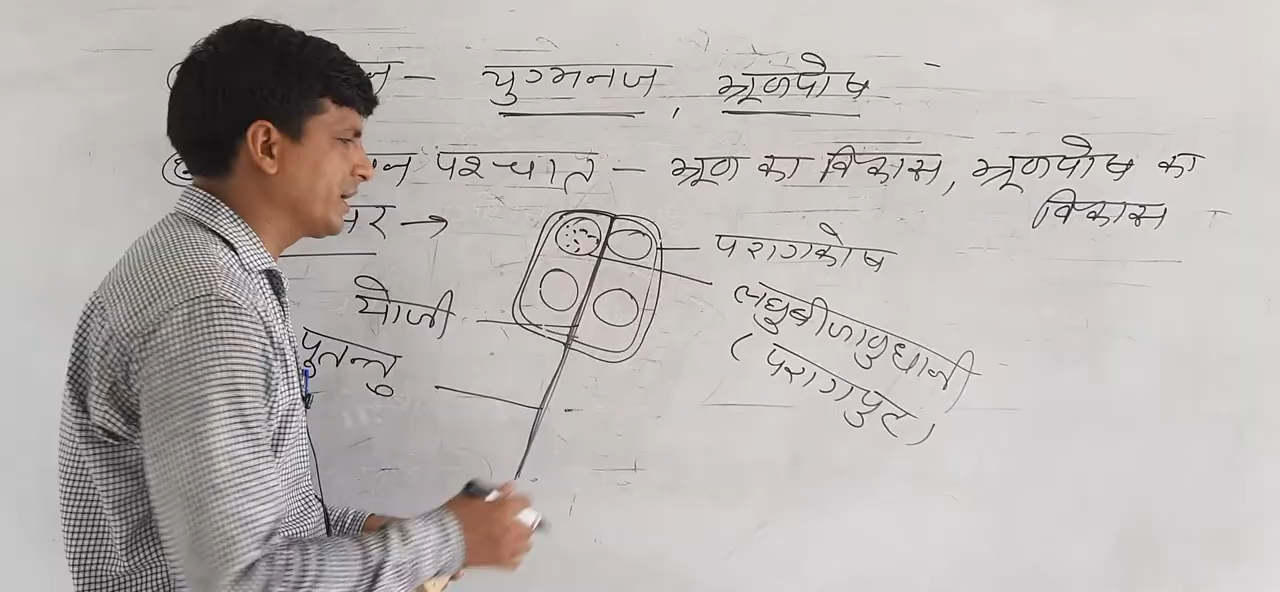 – युग्मनज, भ्रूणपोष
पश्चात – भ्रूण का विकास, भ्रूणपोष का
विकास
→
परागकोष
योजी
लघुबीजाणुधानी
(परागपुट)
पुतन्तु